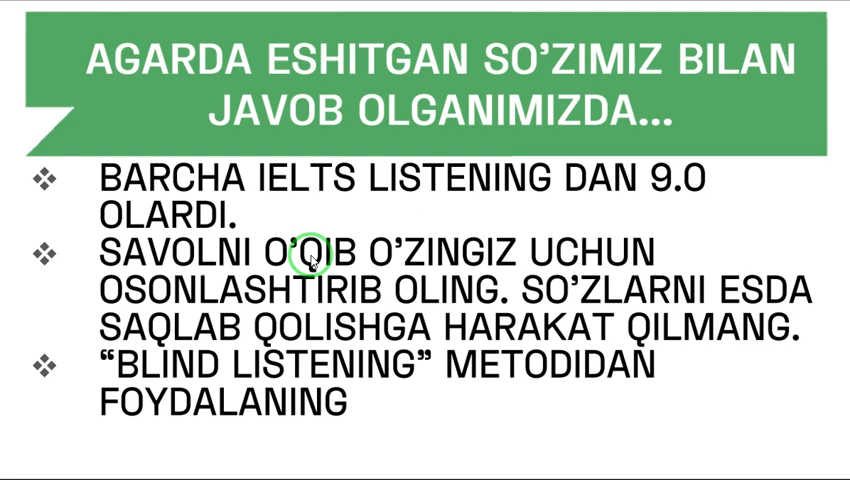 AGARDA ESHITGAN SO’ZIMIZ BILAN
JAVOB OLGANIMIZDA...
❖ BARCHA IELTS LISTENING DAN 9.0
OLARDI.
❖ SAVOLNI O’QIB O’ZINGIZ UCHUN
OSONLASHTIRIB OLING. SO’ZLARNI ESDA
SAQLAB QOLISHGA HARAKAT QILMANG.
❖ “BLIND LISTENING” METODIDAN
FOYDALANING